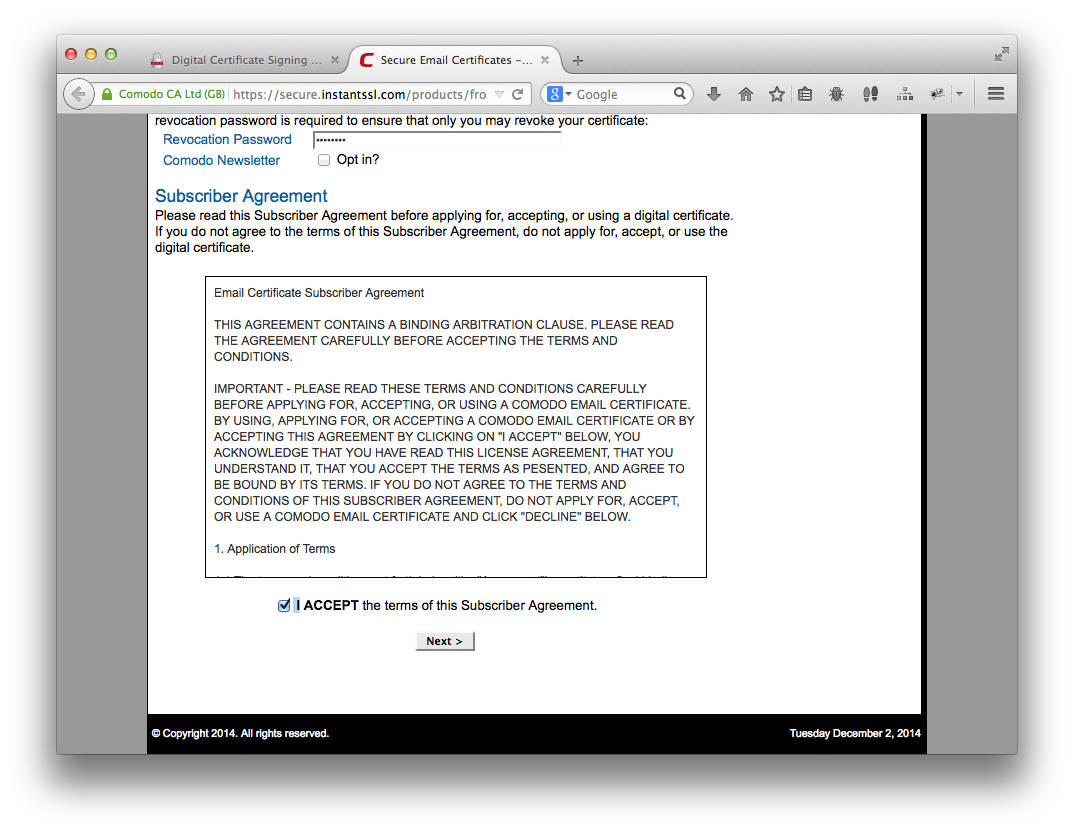 Digital Certificate Signing ...
Secure Email Certificates –...
Comodo CA Ltd (GB)
https://secure.instantssl.com/products/fro
Google
revocation password is required to ensure that only you may revoke your certificate:
Revocation Password
Comodo Newsletter
Opt in?
Subscriber Agreement
Please read this Subscriber Agreement before applying for, accepting, or using a digital certificate.
If you do not agree to the terms of this Subscriber Agreement, do not apply for, accept, or use the
digital certificate.
Email Certificate Subscriber Agreement
THIS AGREEMENT CONTAINS A BINDING ARBITRATION CLAUSE. PLEASE READ
THE AGREEMENT CAREFULLY BEFORE ACCEPTING THE TERMS AND
CONDITIONS.
IMPORTANT - PLEASE READ THESE TERMS AND CONDITIONS CAREFULLY
BEFORE APPLYING FOR, ACCEPTING, OR USING A COMODO EMAIL CERTIFICATE.
BY USING, APPLYING FOR, OR ACCEPTING A COMODO EMAIL CERTIFICATE OR BY
ACCEPTING THIS AGREEMENT BY CLICKING ON "I ACCEPT" BELOW, YOU
ACKNOWLEDGE THAT YOU HAVE READ THIS LICENSE AGREEMENT, THAT YOU
UNDERSTAND IT, THAT YOU ACCEPT THE TERMS AS PESENTED, AND AGREE TO
BE BOUND BY ITS TERMS. IF YOU DO NOT AGREE TO THE TERMS AND
CONDITIONS OF THIS SUBSCRIBER AGREEMENT, DO NOT APPLY FOR, ACCEPT,
OR USE A COMODO EMAIL CERTIFICATE AND CLICK "DECLINE" BELOW.
1. Application of Terms
I ACCEPT the terms of this Subscriber Agreement.
Next >
© Copyright 2014. All rights reserved.
Tuesday December 2, 2014